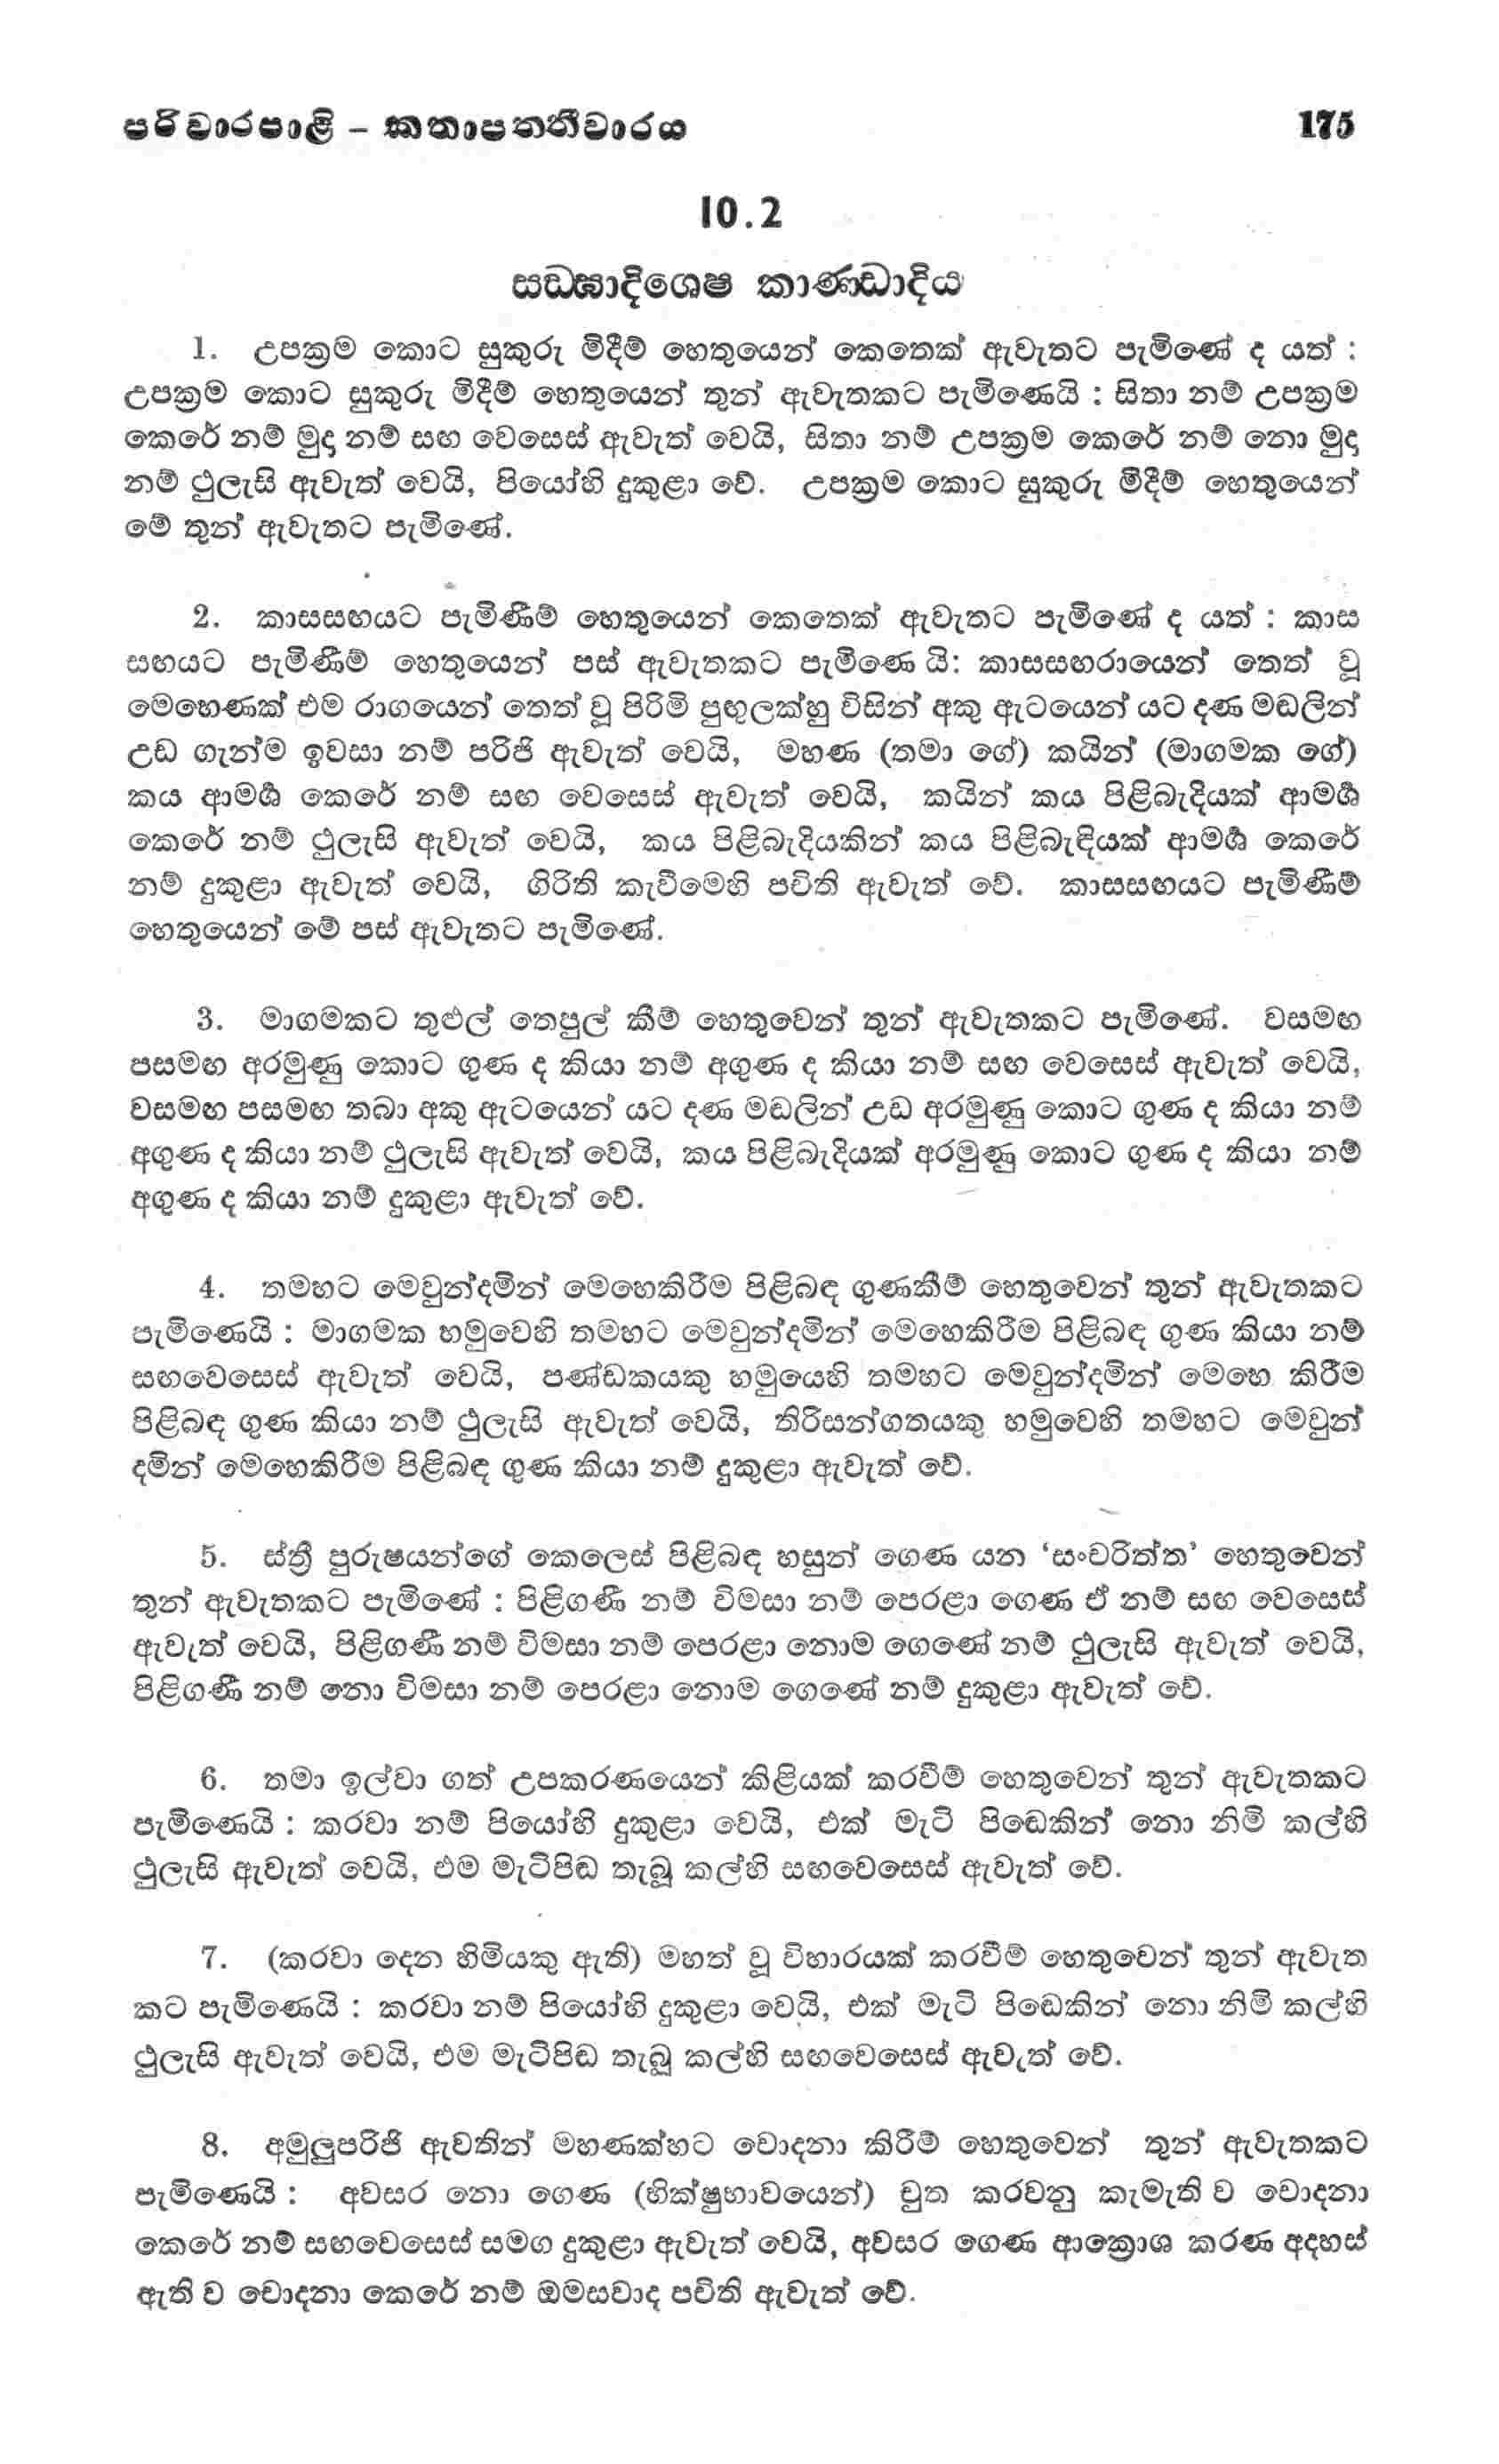 පරිවාරපාළි – කතාපතතිවාරය 175
10.2
සඞඝාදිශෙෂ කාණඩාදිය
1. උපක්‍රම කොට සුකුරු මිදීම් හෙතුයෙන් කෙතෙක් ඇවැතට පැමිණේ ද යත් :
උපක්‍රම කොට සුකුරු මිදීම් හෙතුයෙන් තුන් ඇවැතකට පැමිණෙයි : සිතා නම් උපක්‍රම
කෙරේ නම් මුදා නම් සඟ වෙසෙස් ඇවැත් වෙයි, සිතා නම් උපක්‍රම කෙරේ නම් නො මුදා
නම් ථුලැසි ඇවැත් වෙයි, පියෝහි දුකුළා වේ. උපක්‍රම කොට සුකුරු මිදීම් හෙතුයෙන්
මේ තුන් ඇවැතට පැමිණේ.
2. කාසසඟයට පැමිණීම් හෙතුයෙන් කෙතෙක් ඇවැතට පැමිණේ ද යත් : කාස
සඟයට පැමිණීම් හෙතුයෙන් පස් ඇවැතකට පැමිණෙ යි: කාසසඟරායෙන් තෙත් වූ
මෙහෙණක් එම රාගයෙන් තෙත් වූ පිරිමි පුඟුලක්හු විසින් අකු ඇටයෙන් යට දණ මඬලින්
උඩ ගැන්ම ඉවසා නම් පරිජි ඇවැත් වෙයි, මහණ (තමා ගේ) කයින් (මාගමක ගේ)
කය ආමර්‍ශ කෙරේ නම් සඟ වෙසෙස් ඇවැත් වෙයි, කයින් කය පිළිබැදියක් ආමර්‍ශ
කෙරේ නම් ථුලැසි ඇවැත් වෙයි, කය පිළිබැදියකින් කය පිළිබැඳියක් ආමර්‍ශ කෙරේ
නම් දුකුළා ඇවැත් වෙයි, ගිරිති කැවීමෙහි පචිති ඇවැත් වේ. කාසසඟයට පැමිණීම්
හෙතුයෙන් මේ පස් ඇවැතට පැමිණේ.
3. මාගමකට තුළුල් තෙපුල් කීම් හෙතුවෙන් තුන් ඇවැතකට පැමිණේ. වසමඟ
පසමඟ අරමුණු කොට ගුණ ද කියා නම් අගුණ ද කියා නම් සඟ වෙසෙස් ඇවැත් වෙයි,
වසමඟ පසමඟ තබා අකු ඇටයෙන් යට දණ මඬලින් උඩ අරමුණු කොට ගුණ ද කියා නම්
අගුණ ද කියා නම් ථුලැසි ඇවැත් වෙයි, කය පිළිබැදියක් අරමුණු කොට ගුණ ද කියා නම්
අගුණ ද කියා නම් දුකුළා ඇවැත් වේ.
4. තමහට මෙවුන්දමින් මෙහෙකිරීම පිළිබඳ ගුණකීම් හෙතුවෙන් තුන් ඇවැතකට
පැමිණෙයි : මාගමක හමුවෙහි තමහට මෙවුන්දමින් මෙහෙකිරීම පිළිබඳ ගුණ කියා නම්
සඟවෙසෙස් ඇවැත් වෙයි, පණ්ඩකයකු හමුයෙහි තමහට මෙවුන්දමින් මෙහෙ කිරීම
පිළිබඳ ගුණ කියා නම් ථුලැසි ඇවැත් වෙයි, තිරිසන්ගතයකු හමුවෙහි තමහට මෙවුන්
දමින් මෙහෙකිරීම පිළිබඳ ගුණ කියා නම් දුකුළා ඇවැත් වේ.
5. ස්ත්‍රී පුරුෂයන්ගේ කෙලෙස් පිළිබඳ හසුන් ගෙණ යන ‘සංචරිත්ත’ හෙතුවෙන්
තුන් ඇවැතකට පැමිණේ : පිළිගණී නම් විමසා නම් පෙරළා ගෙණ ඒ නම් සඟ වෙසෙස්
ඇවැත් වෙයි, පිළිගණී නම් විමසා නම් පෙරළා නොම ගෙණේ නම් ථුලැසි ඇවැත් වෙයි,
පිළිගණී නම් නො විමසා නම් පෙරළා නොම ගෙණේ නම් දුකුළා ඇවැත් වේ.
6. තමා ඉල්වා ගත් උපකරණයෙන් කිළියක් කරවීම් හෙතුවෙන් තුන් ඇවැතකට
පැමිණෙයි : කරවා නම් පියෝහි දුකුළා වෙයි, එක් මැටි පිඬෙකින් නො නිමි කල්හි
ථුලැසි ඇවැත් වෙයි, එම මැටිපිඬ තැබූ කල්හි සඟවෙසෙස් ඇවැත් වේ.
7. (කරවා දෙන හිමියකු ඇති) මහත් වූ විහාරයක් කරවීම් හෙතුවෙන් තුන් ඇවැත
කට පැමිණෙයි : කරවා නම් පියෝහි දුකුළා වෙයි, එක් මැටි පිඬෙකින් නො නිමි කල්හි
ථුලැසි ඇවැත් වෙයි, එම මැටිපිඬ තැබූ කල්හි සඟවෙසෙස් ඇවැත් වේ.
8. අමුලුපරිජි ඇවතින් මහණක්හට චොදනා කිරීම් හෙතුවෙන් තුන් ඇවැතකට
පැමිණෙයි : අවසර නො ගෙණ (භික්ෂුභාවයෙන්) චුත කරවනු කැමැති ව චොදනා
කෙරේ නම් සඟවෙසෙස් සමග දුකුළා ඇවැත් වෙයි, අවසර ගෙණ ආක්‍රොශ කරණ අදහස්
ඇති ව චොදනා කෙරේ නම් ඔමසවාද පචිති ඇවැත් වේ.